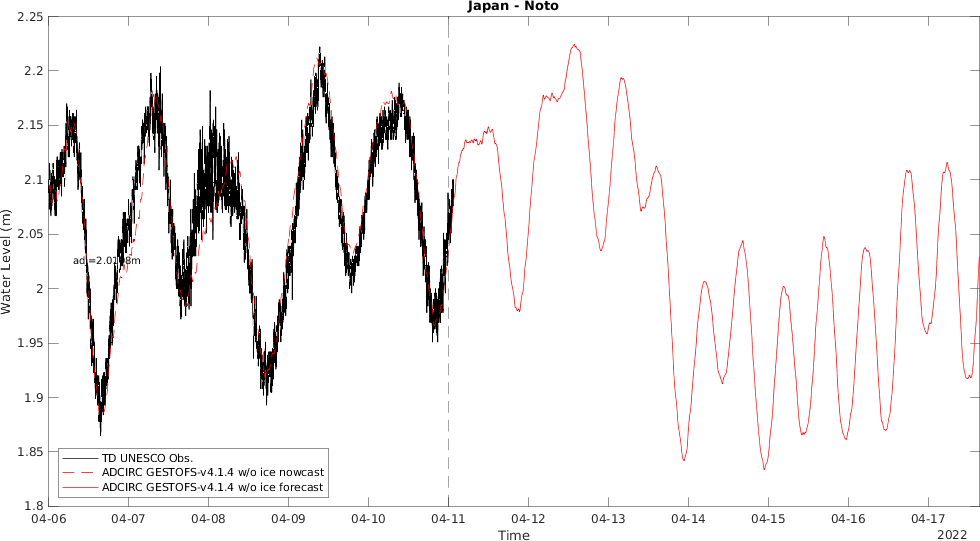 Japan - Noto
2.25
2.2
2.15
2.1
2.05
2
1.95
1.9
1.85
1.8
Water Level (m)
TD UNESCO Obs.
ADCIRC GESTOFS-v4.1.4 w/o ice nowcast
ADCIRC GESTOFS-v4.1.4 w/o ice forecast
04-06 04-07 04-08 04-09 04-10 04-11 04-12 04-13 04-14 04-15 04-16 04-17
Time
2022